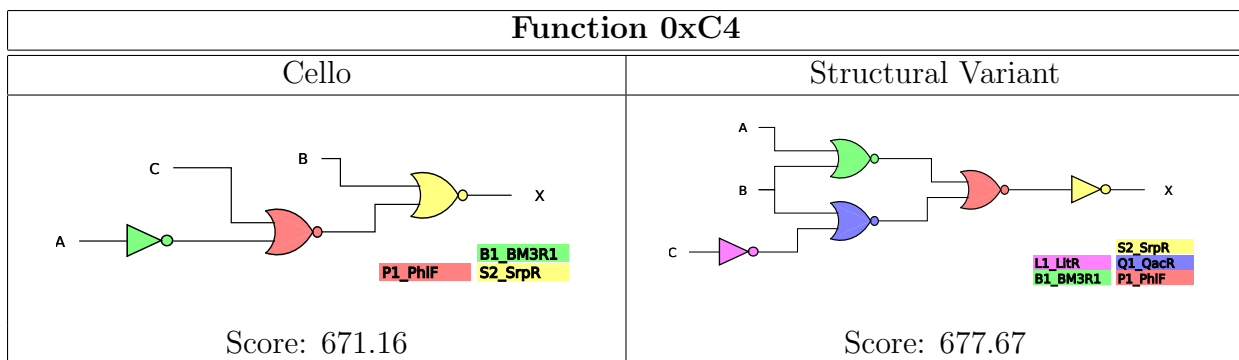 Function 0xC4
Cello
Structural Variant
C
B
X
A
P1_PhlF
B1_BM3R1
S2_SrpR
Score: 671.16
A
B
X
C
S2_SrpR
L1_LitR
Q1_QacR
B1_BM3R1
P1_PhlF
Score: 677.67